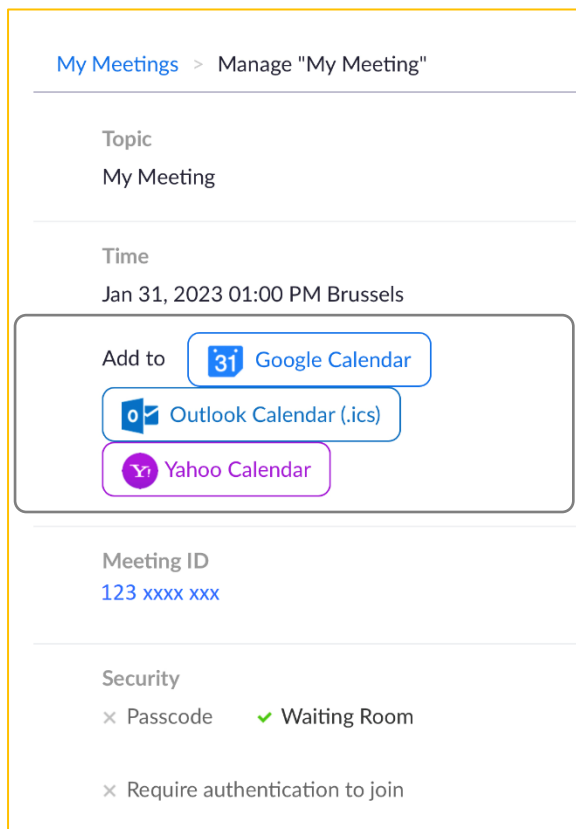 My Meetings > Manage "My Meeting"
Topic
My Meeting
Time
Jan 31, 2023 01:00 PM Brussels
Add to 31 Google Calendar
O Outlook Calendar (.ics)
Y! Yahoo Calendar
Meeting ID
123 xxxx xxx
Security
× Passcode ✓ Waiting Room
× Require authentication to join